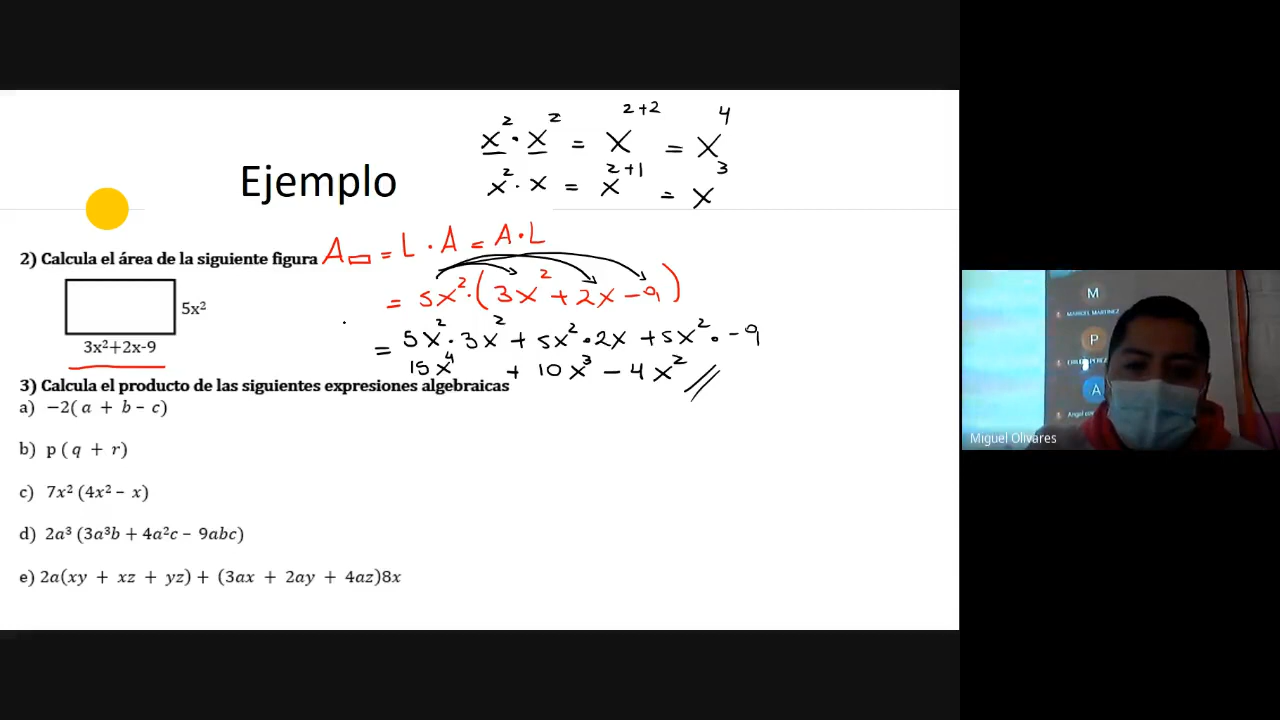 x² · x² = x²⁺² = x⁴
x² · x = x²⁺¹ = x³
Ejemplo
2) Calcula el área de la siguiente figura
A▭ = L · A = A · L
= 5x² · (3x² + 2x - 9)
5x²
3x²+2x-9
= 5x² · 3x² + 5x² · 2x + 5x² · -9
15x⁴ + 10x³ - 4x² //
3) Calcula el producto de las siguientes expresiones algebraicas
a) −2( a + b – c)
b) p ( q + r)
c) 7x² (4x² – x)
d) 2a³ (3a³b + 4a²c – 9abc)
e) 2a(xy + xz + yz) + (3ax + 2ay + 4az)8x
M
P
A
Miguel Olivares